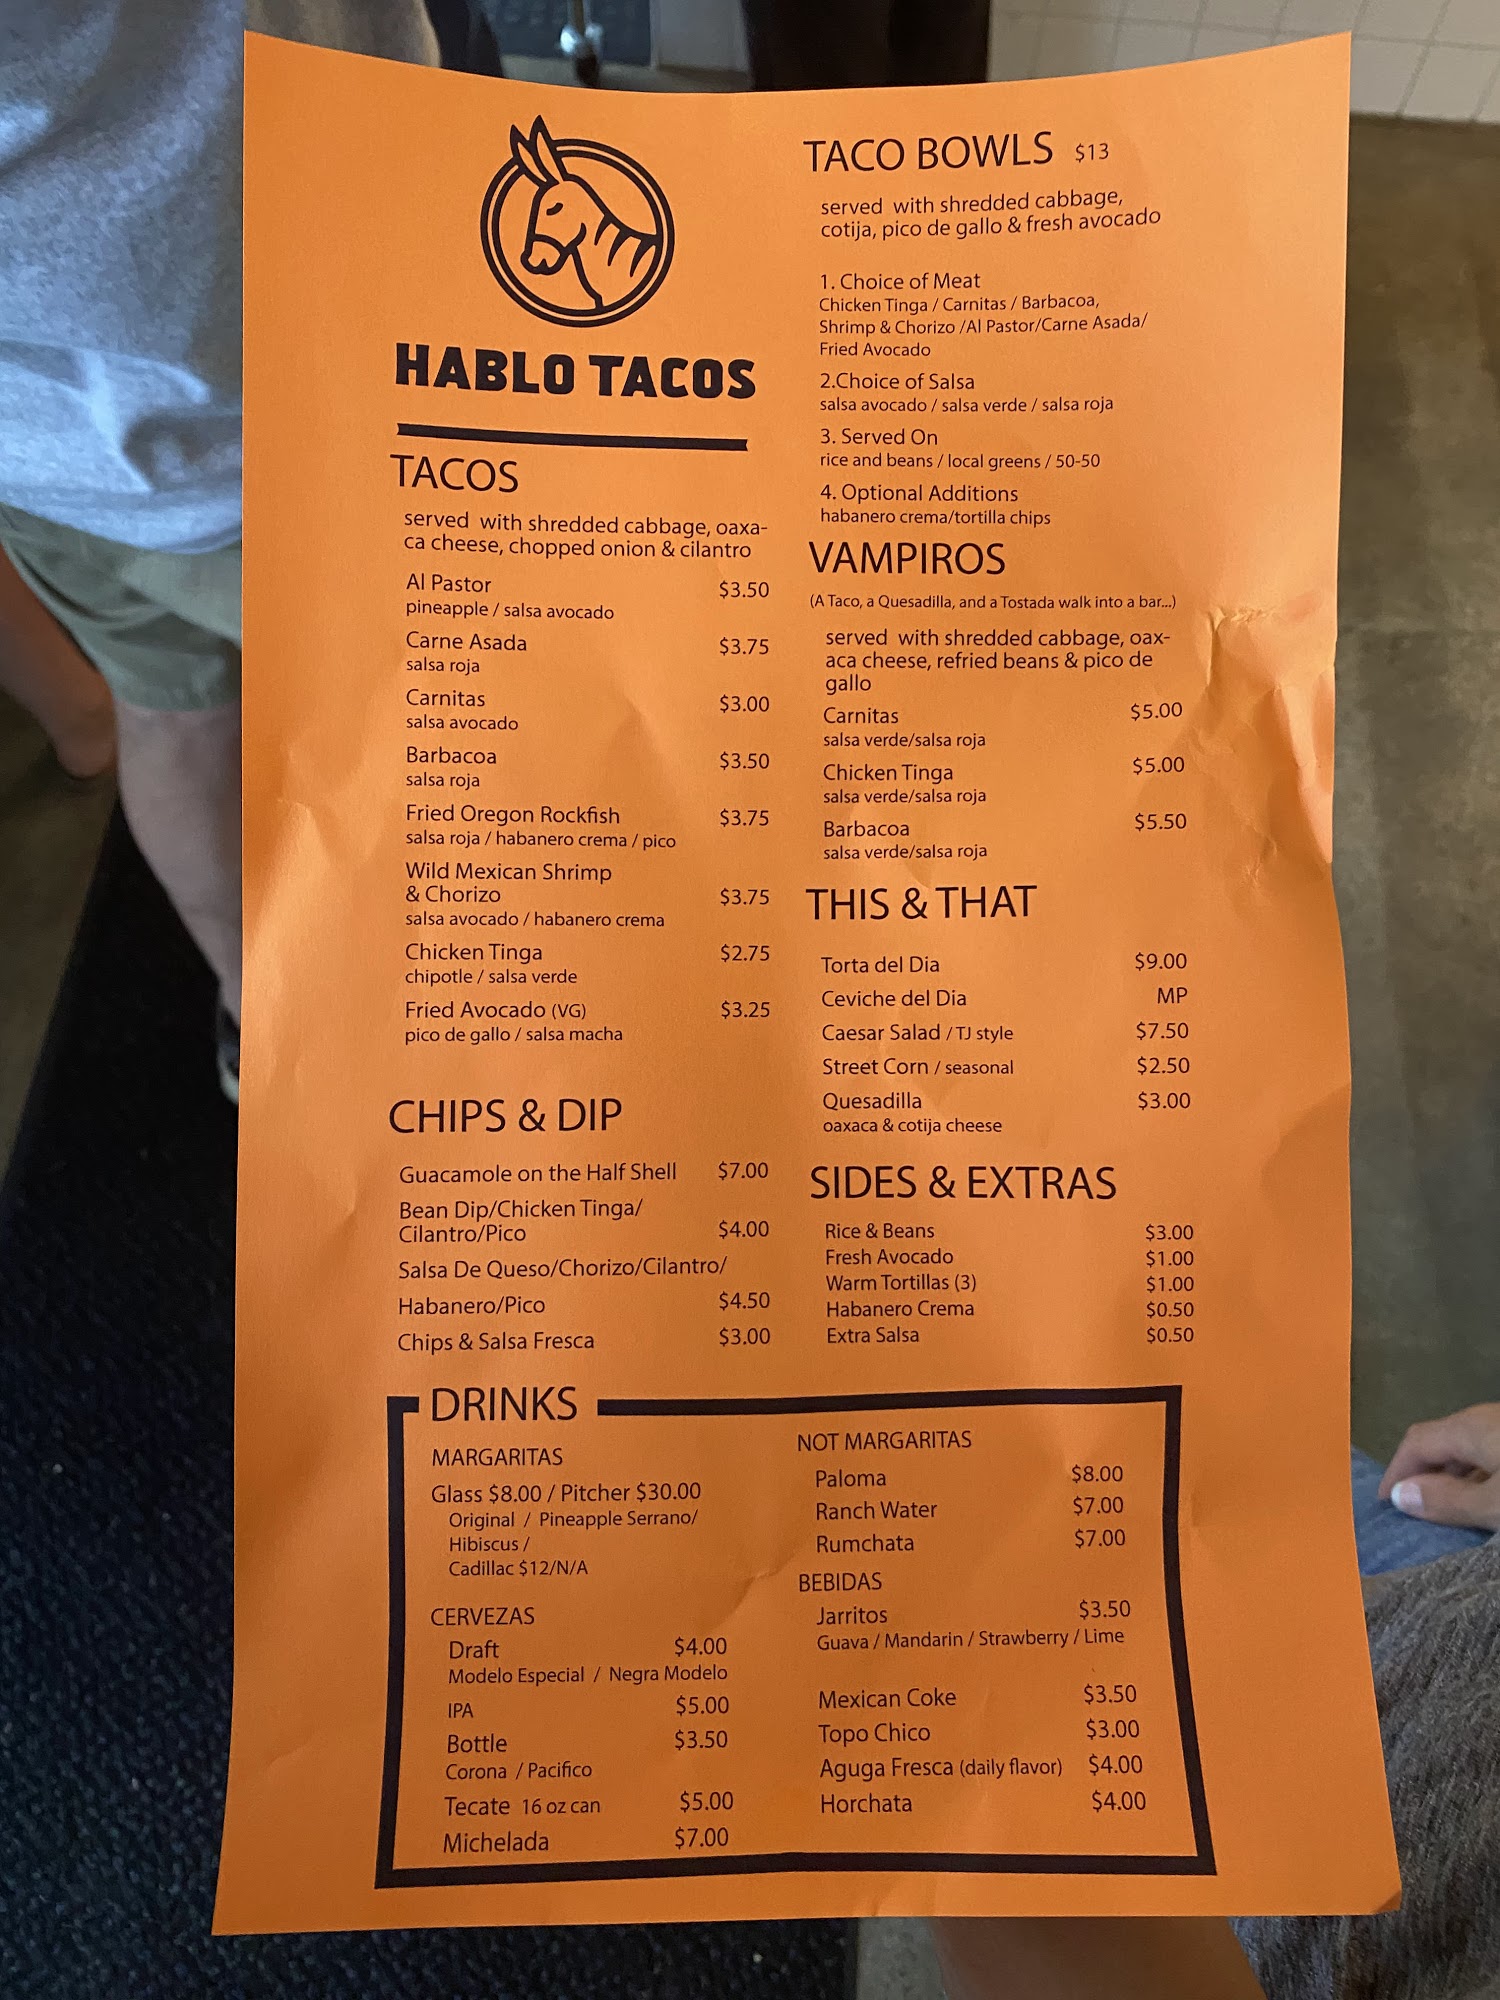 HABLO TACOS
TACOS
served with shredded cabbage, oaxa-
ca cheese, chopped onion & cilantro
Al Pastor $3.50
pineapple / salsa avocado
Carne Asada $3.75
salsa roja
Carnitas $3.00
salsa avocado
Barbacoa $3.50
salsa roja
Fried Oregon Rockfish $3.75
salsa roja / habanero crema / pico
Wild Mexican Shrimp
& Chorizo $3.75
salsa avocado / habanero crema
Chicken Tinga $2.75
chipotle / salsa verde
Fried Avocado (VG) $3.25
pico de gallo / salsa macha
CHIPS & DIP
Guacamole on the Half Shell $7.00
Bean Dip/Chicken Tinga/
Cilantro/Pico $4.00
Salsa De Queso/Chorizo/Cilantro/
Habanero/Pico $4.50
Chips & Salsa Fresca $3.00
TACO BOWLS $13
served with shredded cabbage,
cotija, pico de gallo & fresh avocado
1. Choice of Meat
Chicken Tinga / Carnitas / Barbacoa,
Shrimp & Chorizo /Al Pastor/Carne Asada/
Fried Avocado
2.Choice of Salsa
salsa avocado / salsa verde / salsa roja
3. Served On
rice and beans / local greens / 50-50
4. Optional Additions
habanero crema/tortilla chips
VAMPIROS
(A Taco, a Quesadilla, and a Tostada walk into a bar...)
served with shredded cabbage, oax-
aca cheese, refried beans & pico de
gallo
Carnitas $5.00
salsa verde/salsa roja
Chicken Tinga $5.00
salsa verde/salsa roja
Barbacoa $5.50
salsa verde/salsa roja
THIS & THAT
Torta del Dia $9.00
Ceviche del Dia MP
Caesar Salad / TJ style $7.50
Street Corn / seasonal $2.50
Quesadilla $3.00
oaxaca & cotija cheese
SIDES & EXTRAS
Rice & Beans $3.00
Fresh Avocado $1.00
Warm Tortillas (3) $1.00
Habanero Crema $0.50
Extra Salsa $0.50
DRINKS
MARGARITAS
Glass $8.00 / Pitcher $30.00
Original / Pineapple Serrano/
Hibiscus /
Cadillac $12/N/A
CERVEZAS
Draft $4.00
Modelo Especial / Negra Modelo
IPA $5.00
Bottle $3.50
Corona / Pacifico
Tecate 16 oz can $5.00
Michelada $7.00
NOT MARGARITAS
Paloma $8.00
Ranch Water $7.00
Rumchata $7.00
BEBIDAS
Jarritos $3.50
Guava / Mandarin / Strawberry / Lime
Mexican Coke $3.50
Topo Chico $3.00
Aguga Fresca (daily flavor) $4.00
Horchata $4.00